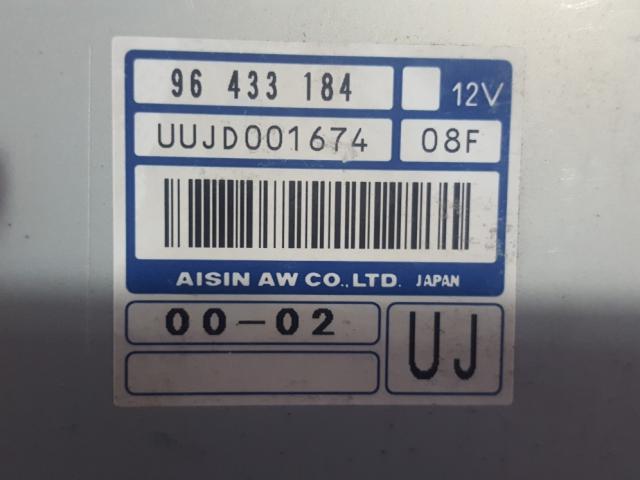 96 433 184 12V
UUJD001674 08F
AISIN AW CO.,LTD. JAPAN
00-02
UJ